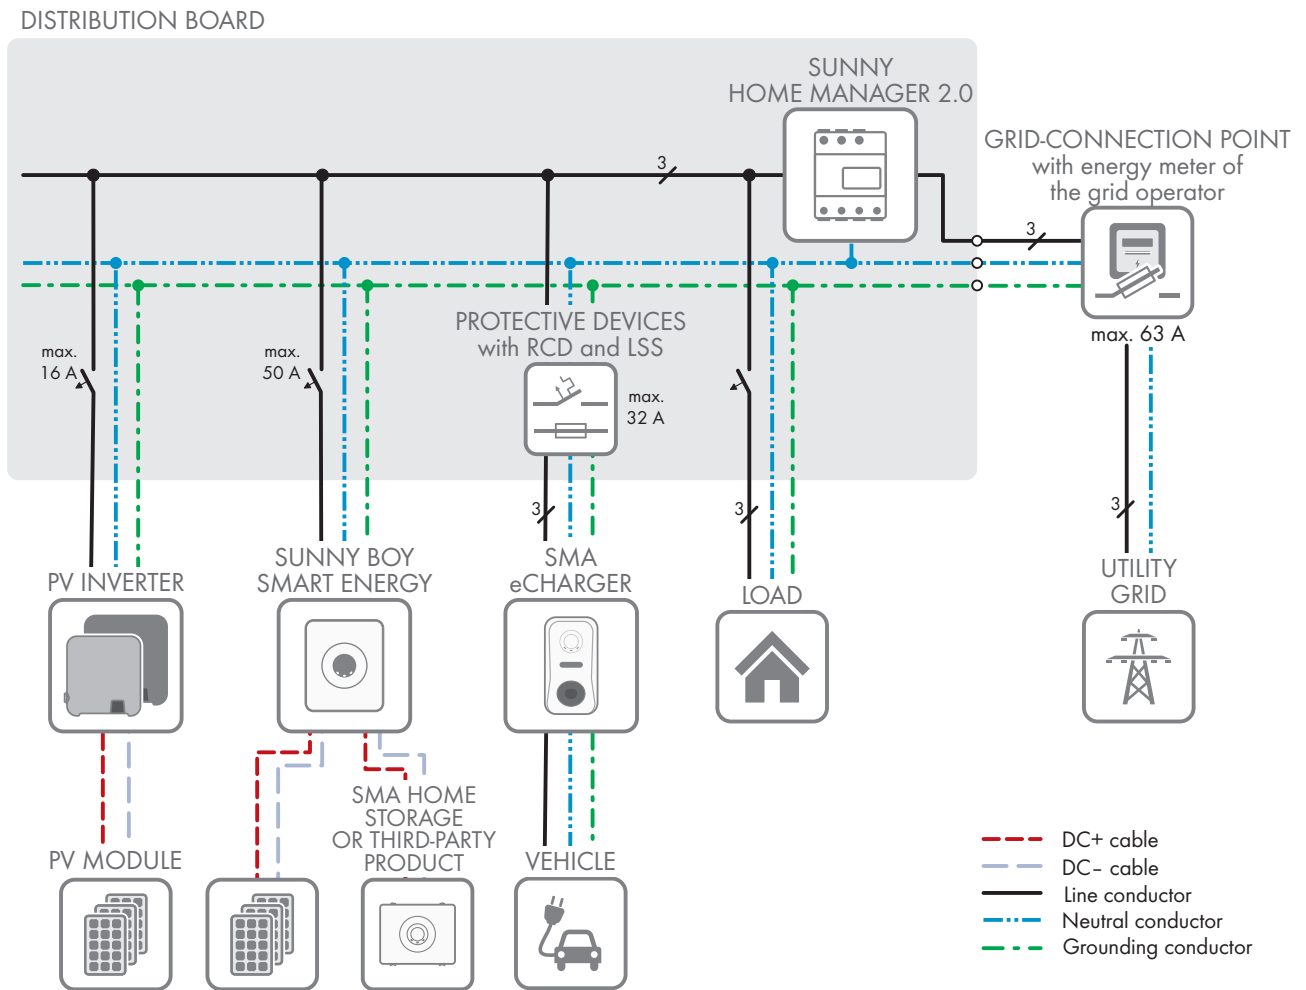 DISTRIBUTION BOARD
SUNNY
HOME MANAGER 2.0
GRID-CONNECTION POINT
with energy meter of
the grid operator
3
3
PROTECTIVE DEVICES
with RCD and LSS
max.
16 A
max.
50 A
max.
32 A
max. 63 A
3
3
3
PV INVERTER
SUNNY BOY
SMART ENERGY
SMA
eCHARGER
LOAD
UTILITY
GRID
SMA HOME
STORAGE
OR THIRD-PARTY
PRODUCT
PV MODULE
VEHICLE
DC+ cable
DC– cable
Line conductor
Neutral conductor
Grounding conductor